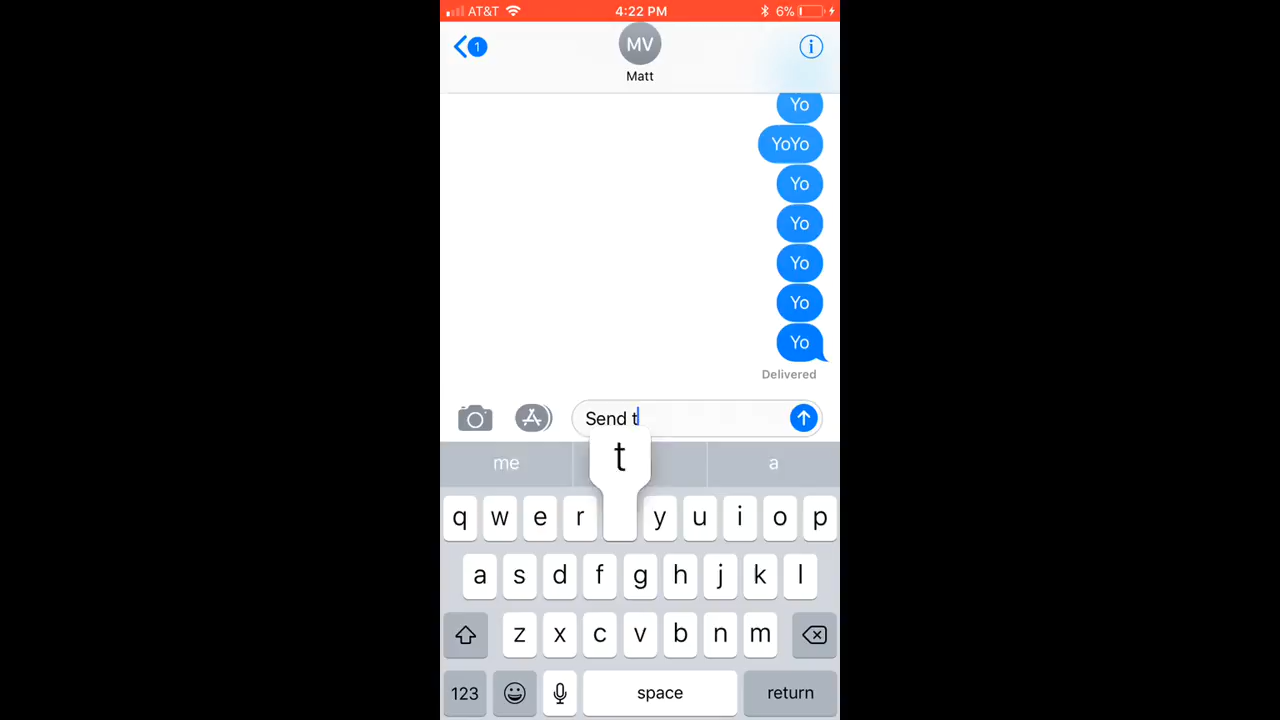 AT&T 4:22 PM 6%
1
MV
i
Matt
Yo
YoYo
Yo
Yo
Yo
Yo
Yo
Delivered
Send t
t
me a
q w e r y u i o p
a s d f g h j k l
z x c v b n m
123 space return